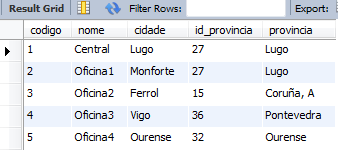 Result Grid Filter Rows: Export:
codigo nome cidade id_provincia provincia
1 Central Lugo 27 Lugo
2 Oficina1 Monforte 27 Lugo
3 Oficina2 Ferrol 15 Coruña, A
4 Oficina3 Vigo 36 Pontevedra
5 Oficina4 Ourense 32 Ourense